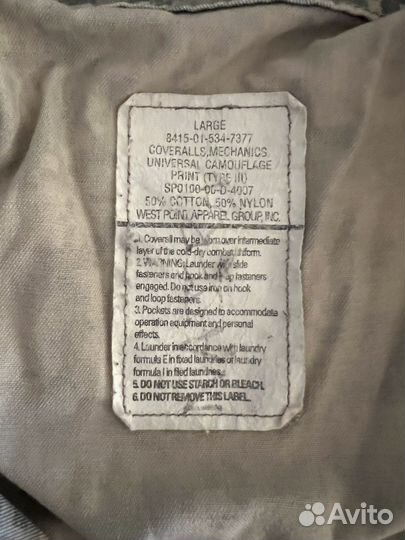 LARGE
8415-01-534-7377
COVERALLS, MECHANICS,
UNIVERSAL CAMOUFLAGE
PRINT (TYPE III)
SP0100-06-D-4007
50% COTTON, 50% NYLON
WEST POINT APPAREL GROUP, INC.
1. Coverall may be worn over intermediate
layer of the cold-dry combat uniform.
2. WARNING: Launder with slide
fasteners and hook and loop fasteners
engaged. Do not use iron on hook
and loop fasteners.
3. Pockets are designed to accommodate
operation equipment and personal
effects.
4. Launder in accordance with laundry
formula E in fixed laundries or laundry
formula I in filed laundries.
5. DO NOT USE STARCH OR BLEACH.
6. DO NOT REMOVE THIS LABEL.
Avito